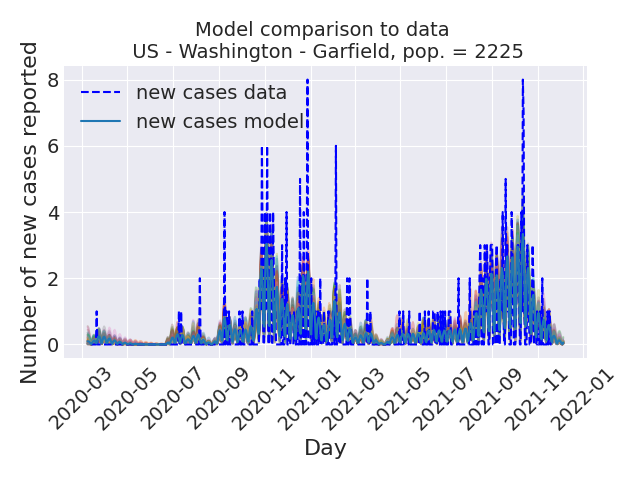 Model comparison to data
US - Washington - Garfield, pop. = 2225
Number of new cases reported
8
6
4
2
0
new cases data
new cases model
2020-03
2020-05
2020-07
2020-09
2020-11
2021-01
2021-03
2021-05
2021-07
2021-09
2021-11
2022-01
Day